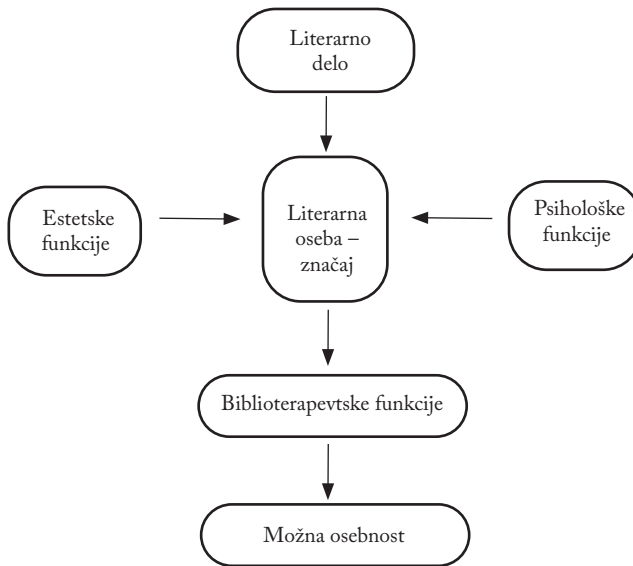 Literarno
delo
Estetske
funkcije
Literarna
oseba –
značaj
Psihološke
funkcije
Biblioterapevtske funkcije
Možna osebnost